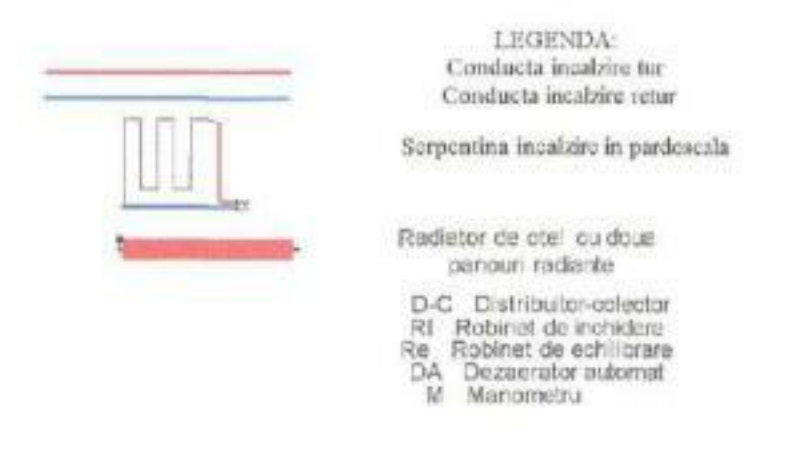 LEGENDA:
Conducta incalzire tur
Conducta incalzire retur
Serpentina incalzire in pardoseala
Radiator de otel cu doua
panouri radiante
D-C Distribuitor-colector
RI Robinet de inchidere
Re Robinet de echilibrare
DA Dezaerator automat
M Manometru